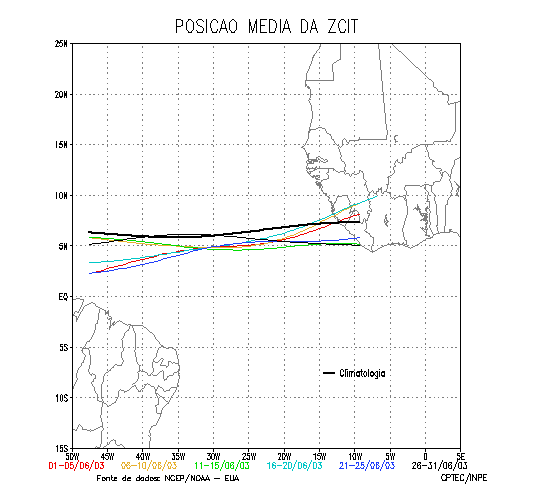 POSICAO MEDIA DA ZCIT
25N
20N
15N
10N
5N
EQ
5S
10S
15S
Climatologia
50W 45W 40W 35W 30W 25W 20W 15W 10W 5W 0 5E
01-05/06/03 06-10/06/03 11-15/06/03 16-20/06/03 21-25/06/03 26-31/06/03
Fonte de dados: NCEP/NOAA - EUA
CPTEC/INPE